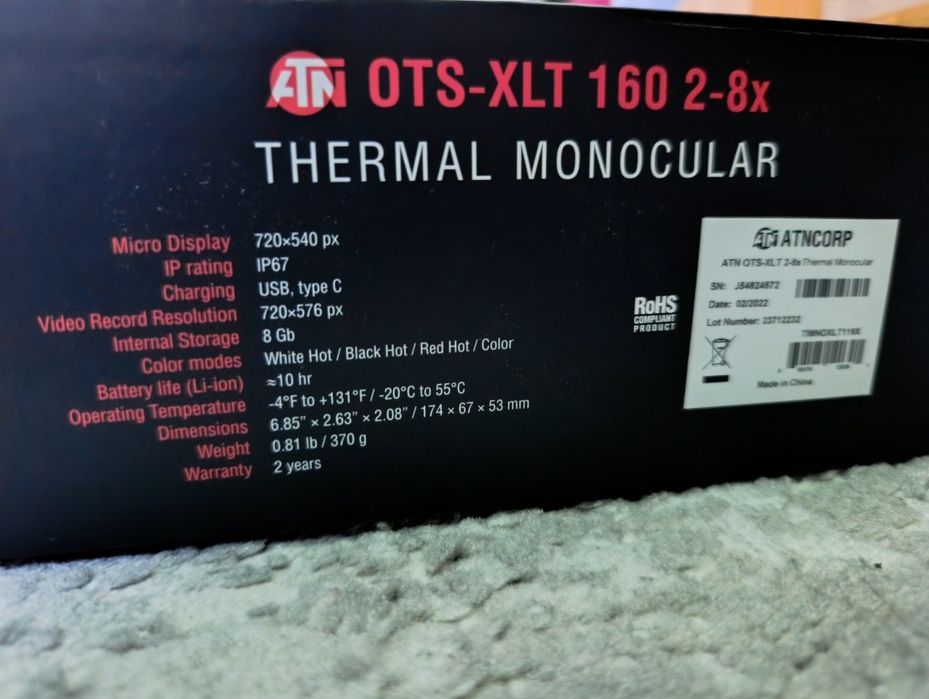 ATN OTS-XLT 160 2-8x
THERMAL MONOCULAR
Micro Display 720×540 px
IP rating IP67
Charging USB, type C
Video Record Resolution 720×576 px
Internal Storage 8 Gb
Color modes White Hot / Black Hot / Red Hot / Color
Battery life (Li-ion) ≈10 hr
Operating Temperature -4°F to +131°F / -20°C to 55°C
Dimensions 6.85” × 2.63” × 2.08” / 174 × 67 × 53 mm
Weight 0.81 lb / 370 g
Warranty 2 years
RoHS
COMPLIANT
PRODUCT
ATN ATNCORP
ATN OTS-XLT 2-8x Thermal Monocular
SN: J54824672
Date: 02/2022
Lot Number: 23712232
Made in China